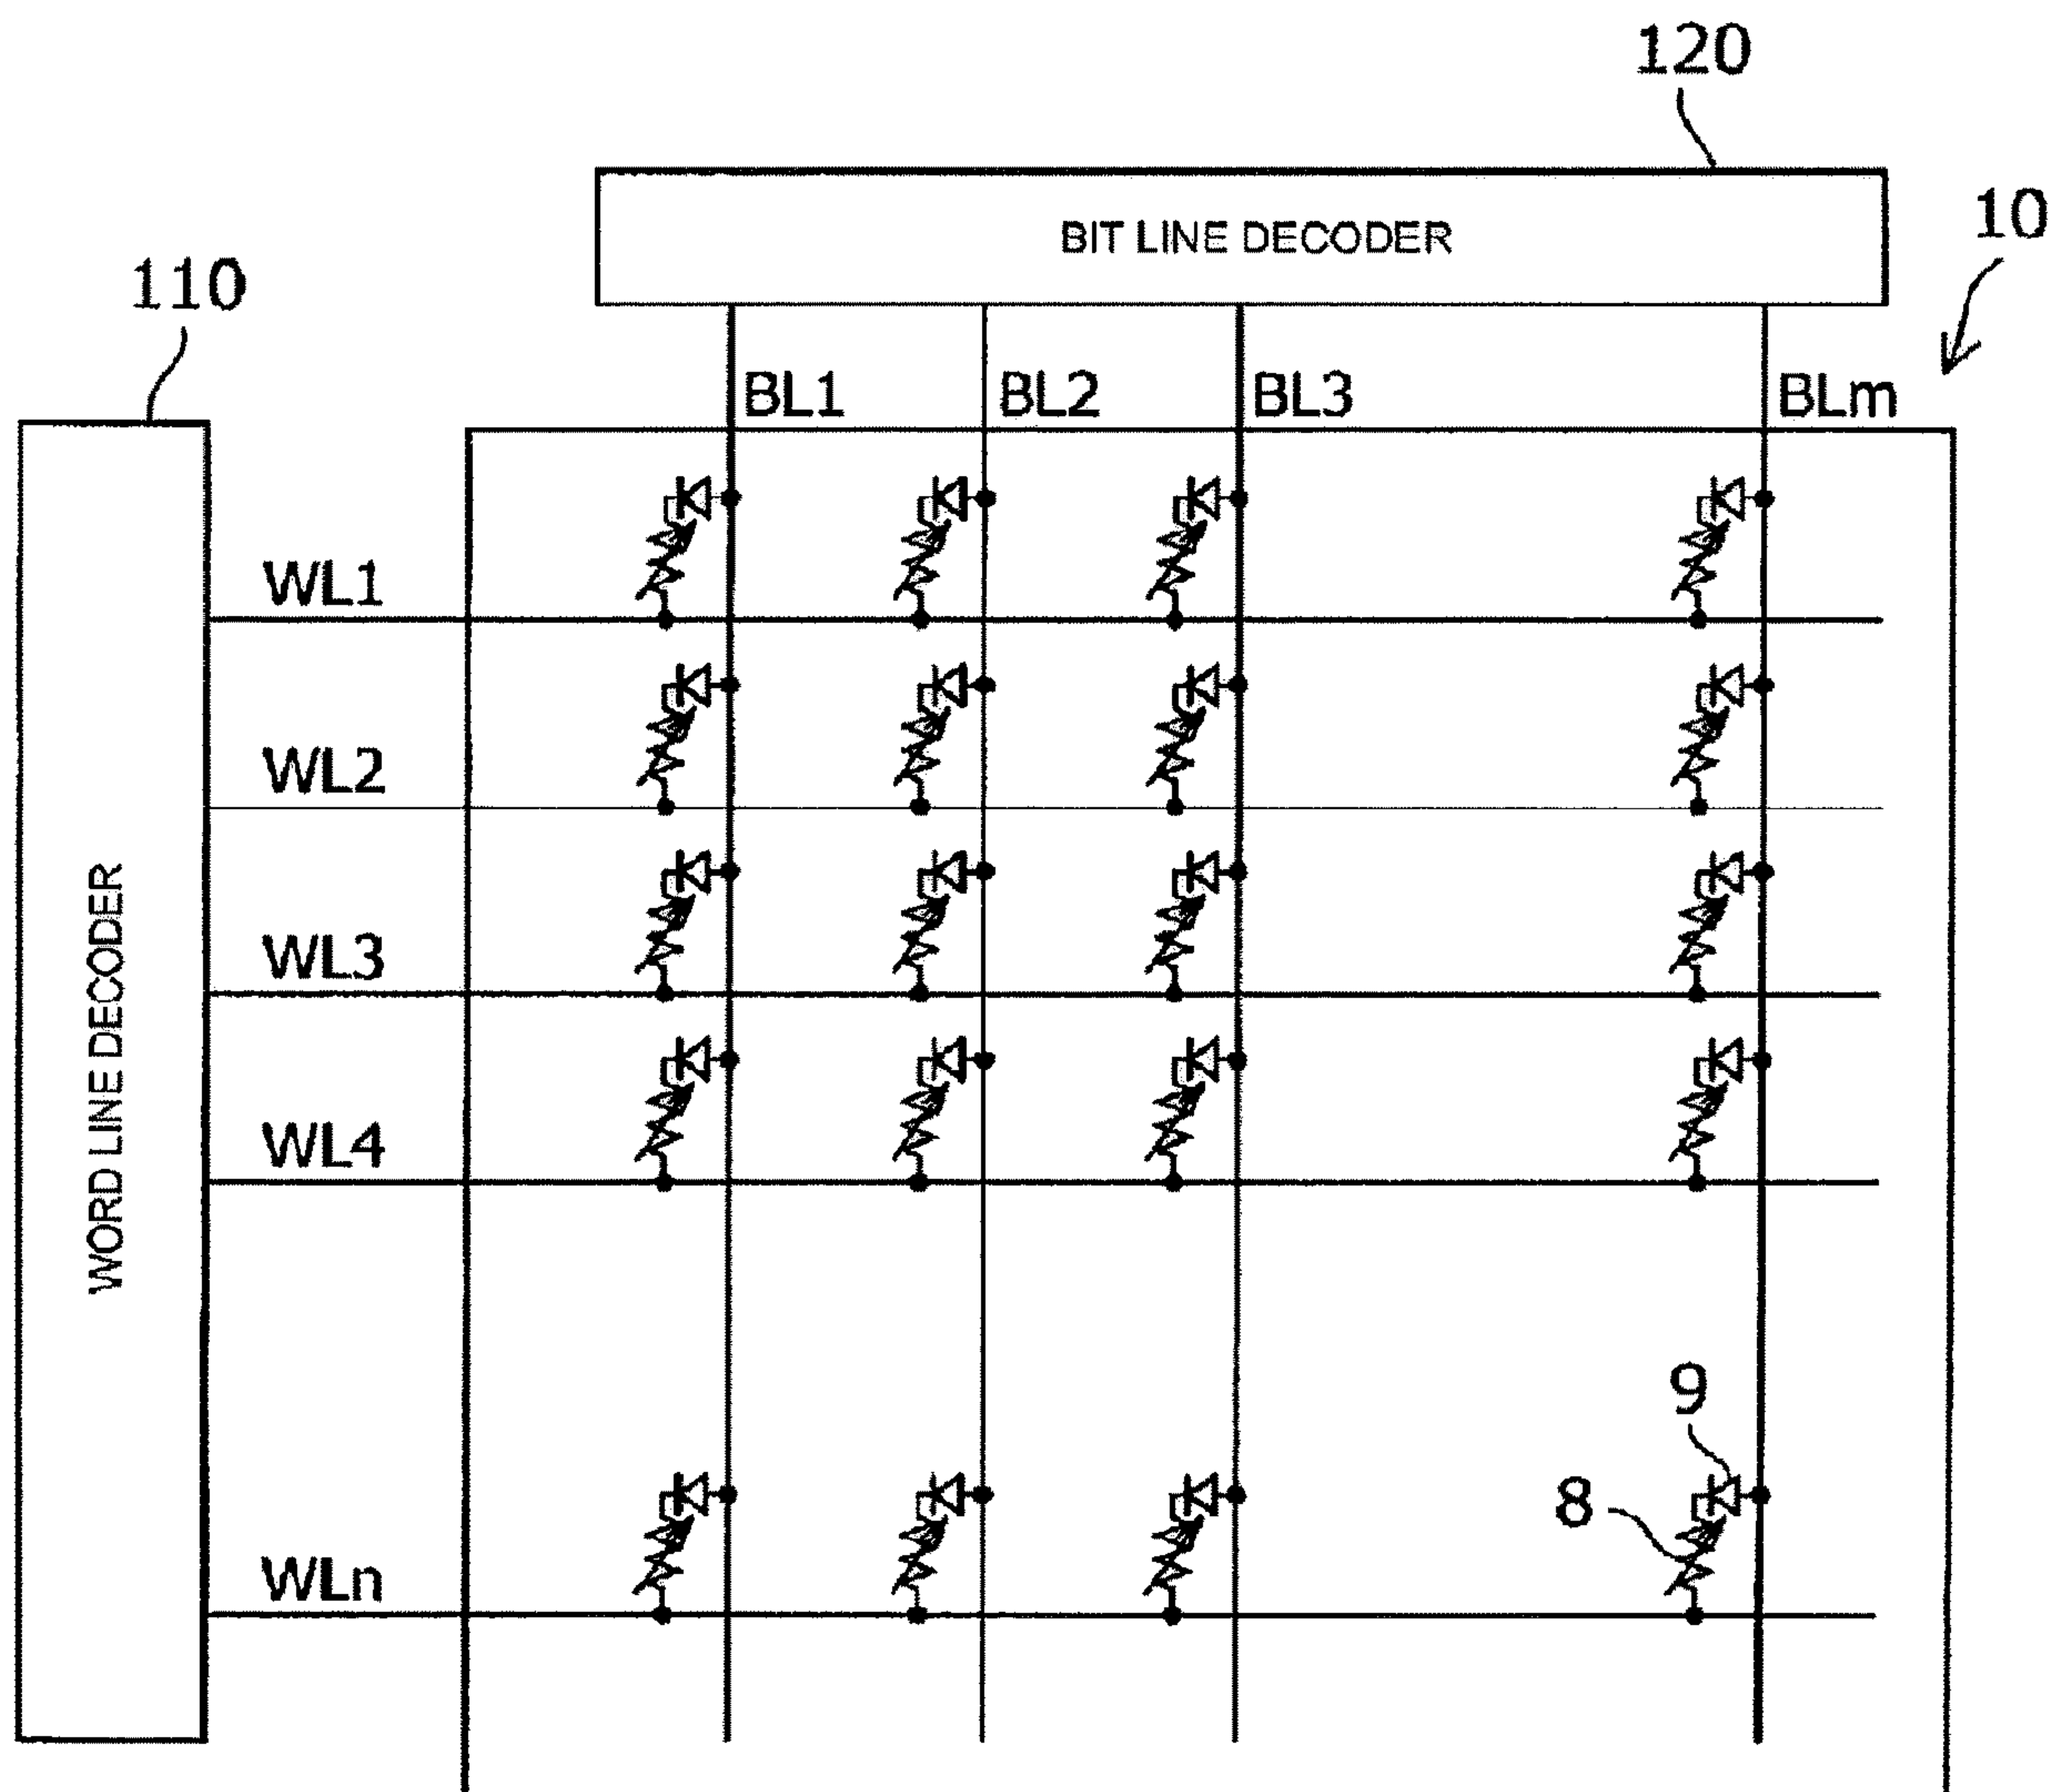 120
BIT LINE DECODER
10
110
BL1 BL2 BL3 BLm
WL1
WL2
WORD LINE DECODER
WL3
WL4
9
8
WLn